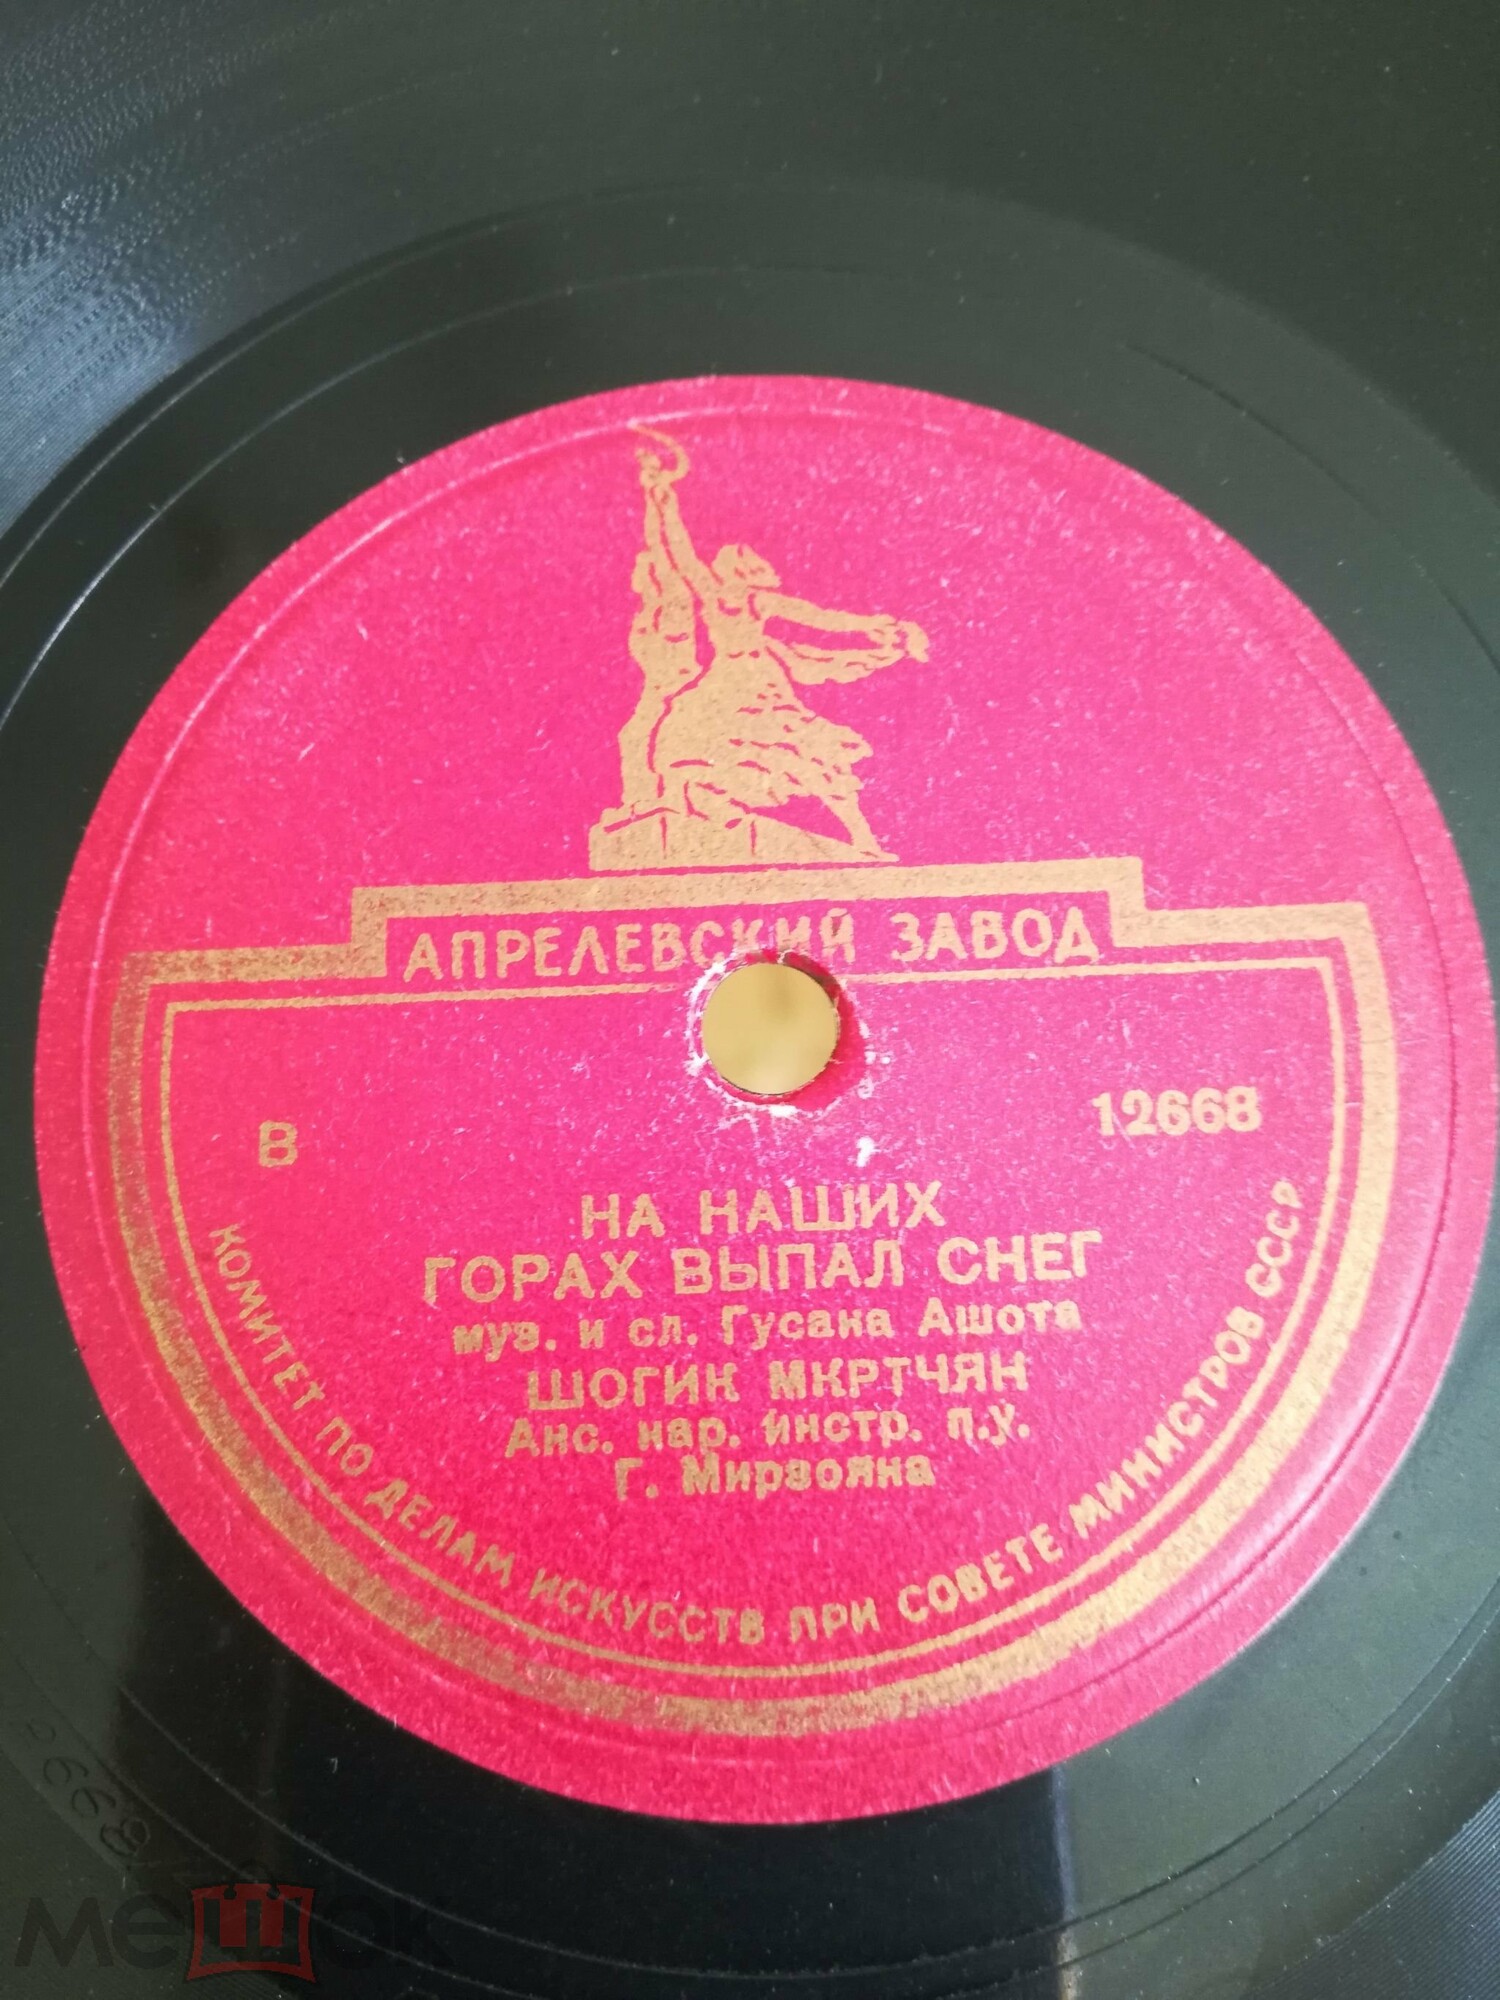 АПРЕЛЕВСКИЙ ЗАВОД
В 12668
НА НАШИХ
ГОРАХ ВЫПАЛ СНЕГ
муз. и сл. Гусана Ашота
ШОГИК МКРТЧЯН
Анс. нар. инстр. п.у.
Г. Мирзояна
КОМИТЕТ ПО ДЕЛАМ ИСКУССТВ ПРИ СОВЕТЕ МИНИСТРОВ СССР
мешок